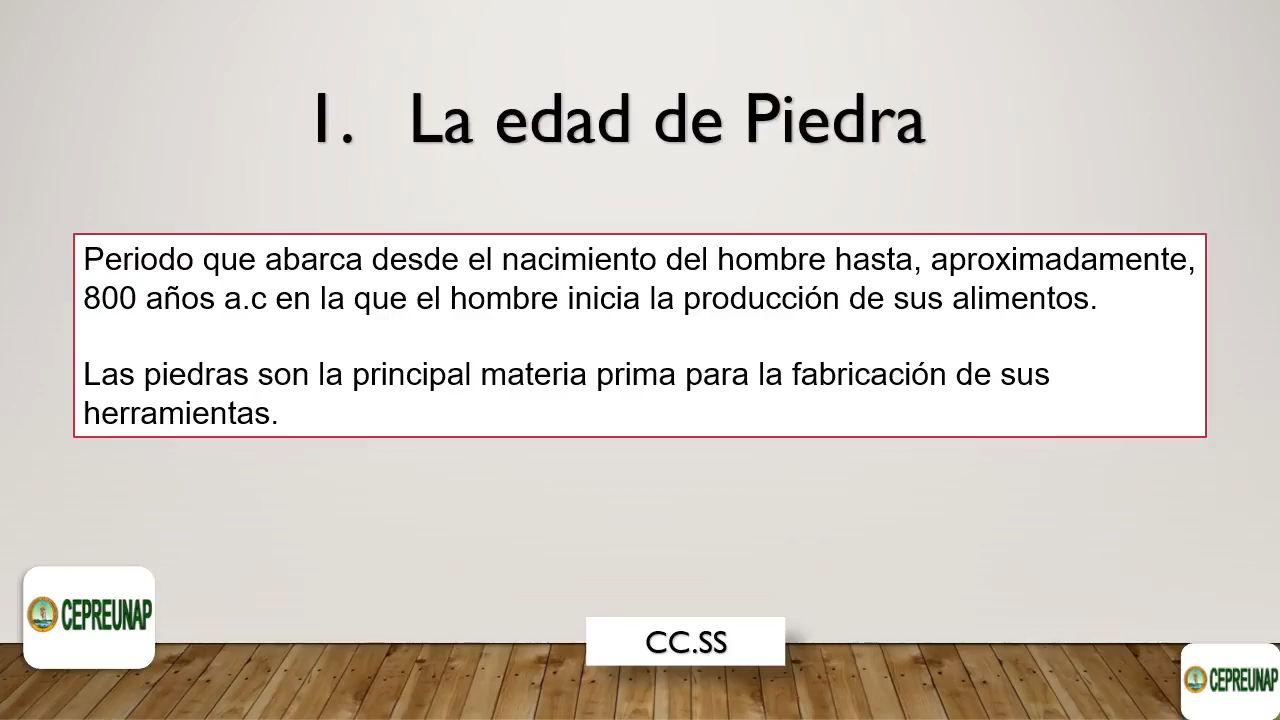 1. La edad de Piedra
Periodo que abarca desde el nacimiento del hombre hasta, aproximadamente,
800 años a.c en la que el hombre inicia la producción de sus alimentos.
Las piedras son la principal materia prima para la fabricación de sus
herramientas.
CEPREUNAP
CC.SS
CEPREUNAP